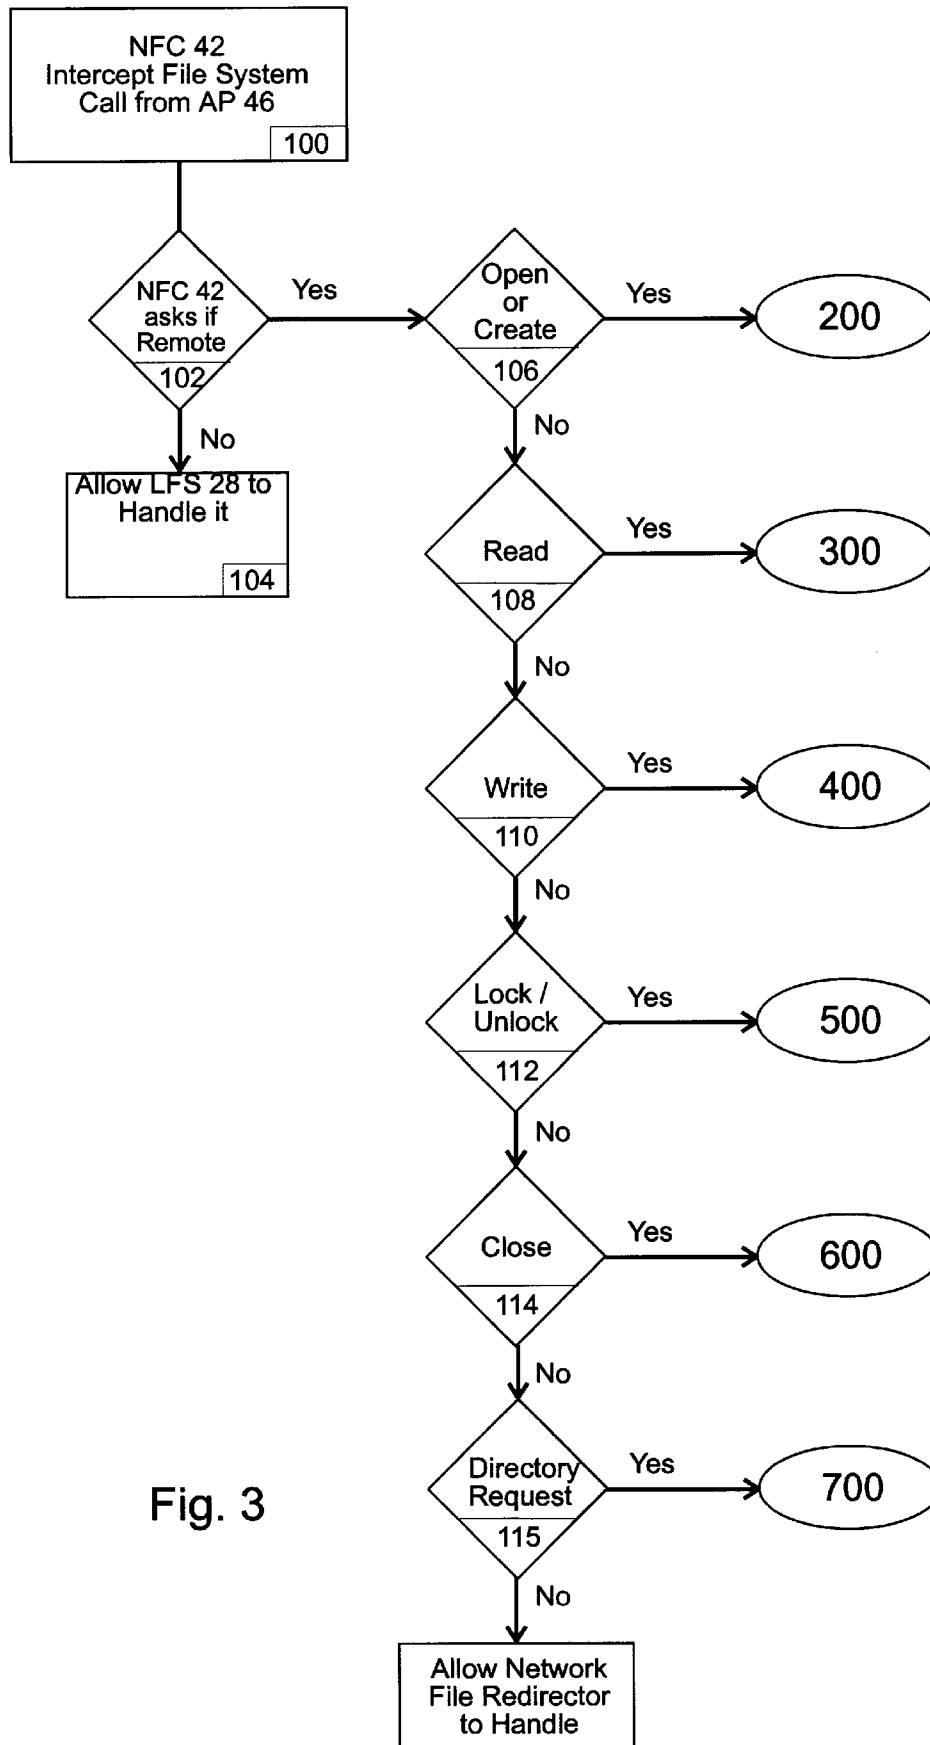 NFC 42
Intercept File System
Call from AP 46
100
NFC 42
asks if
Remote
102
Yes
No
Allow LFS 28 to
Handle it
104
Open
or
Create
106
Yes
200
No
Read
108
Yes
300
No
Write
110
Yes
400
No
Lock /
Unlock
112
Yes
500
No
Close
114
Yes
600
No
Directory
Request
115
Yes
700
No
Allow Network
File Redirector
to Handle
Fig. 3